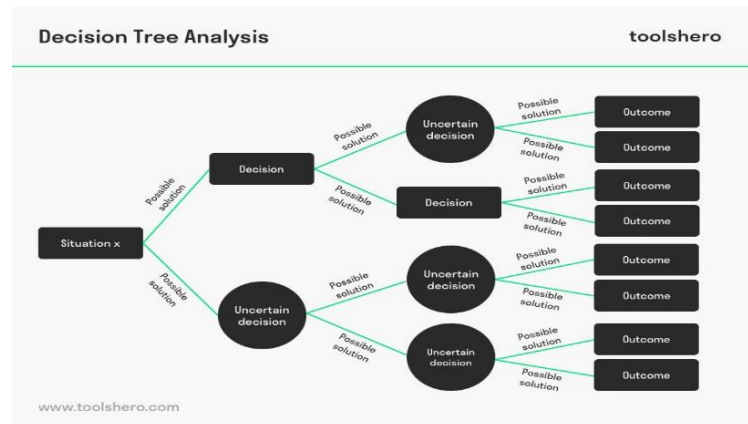 Decision Tree Analysis
toolshero
Possible
solution
Uncertain
decision
Possible
solution
Outcome
Possible
solution
Outcome
Possible
solution
Decision
Possible
solution
Decision
Possible
solution
Outcome
Possible
solution
Outcome
Situation x
Possible
solution
Uncertain
decision
Possible
solution
Uncertain
decision
Possible
solution
Outcome
Possible
solution
Outcome
Possible
solution
Uncertain
decision
Possible
solution
Outcome
Possible
solution
Outcome
www.toolshero.com